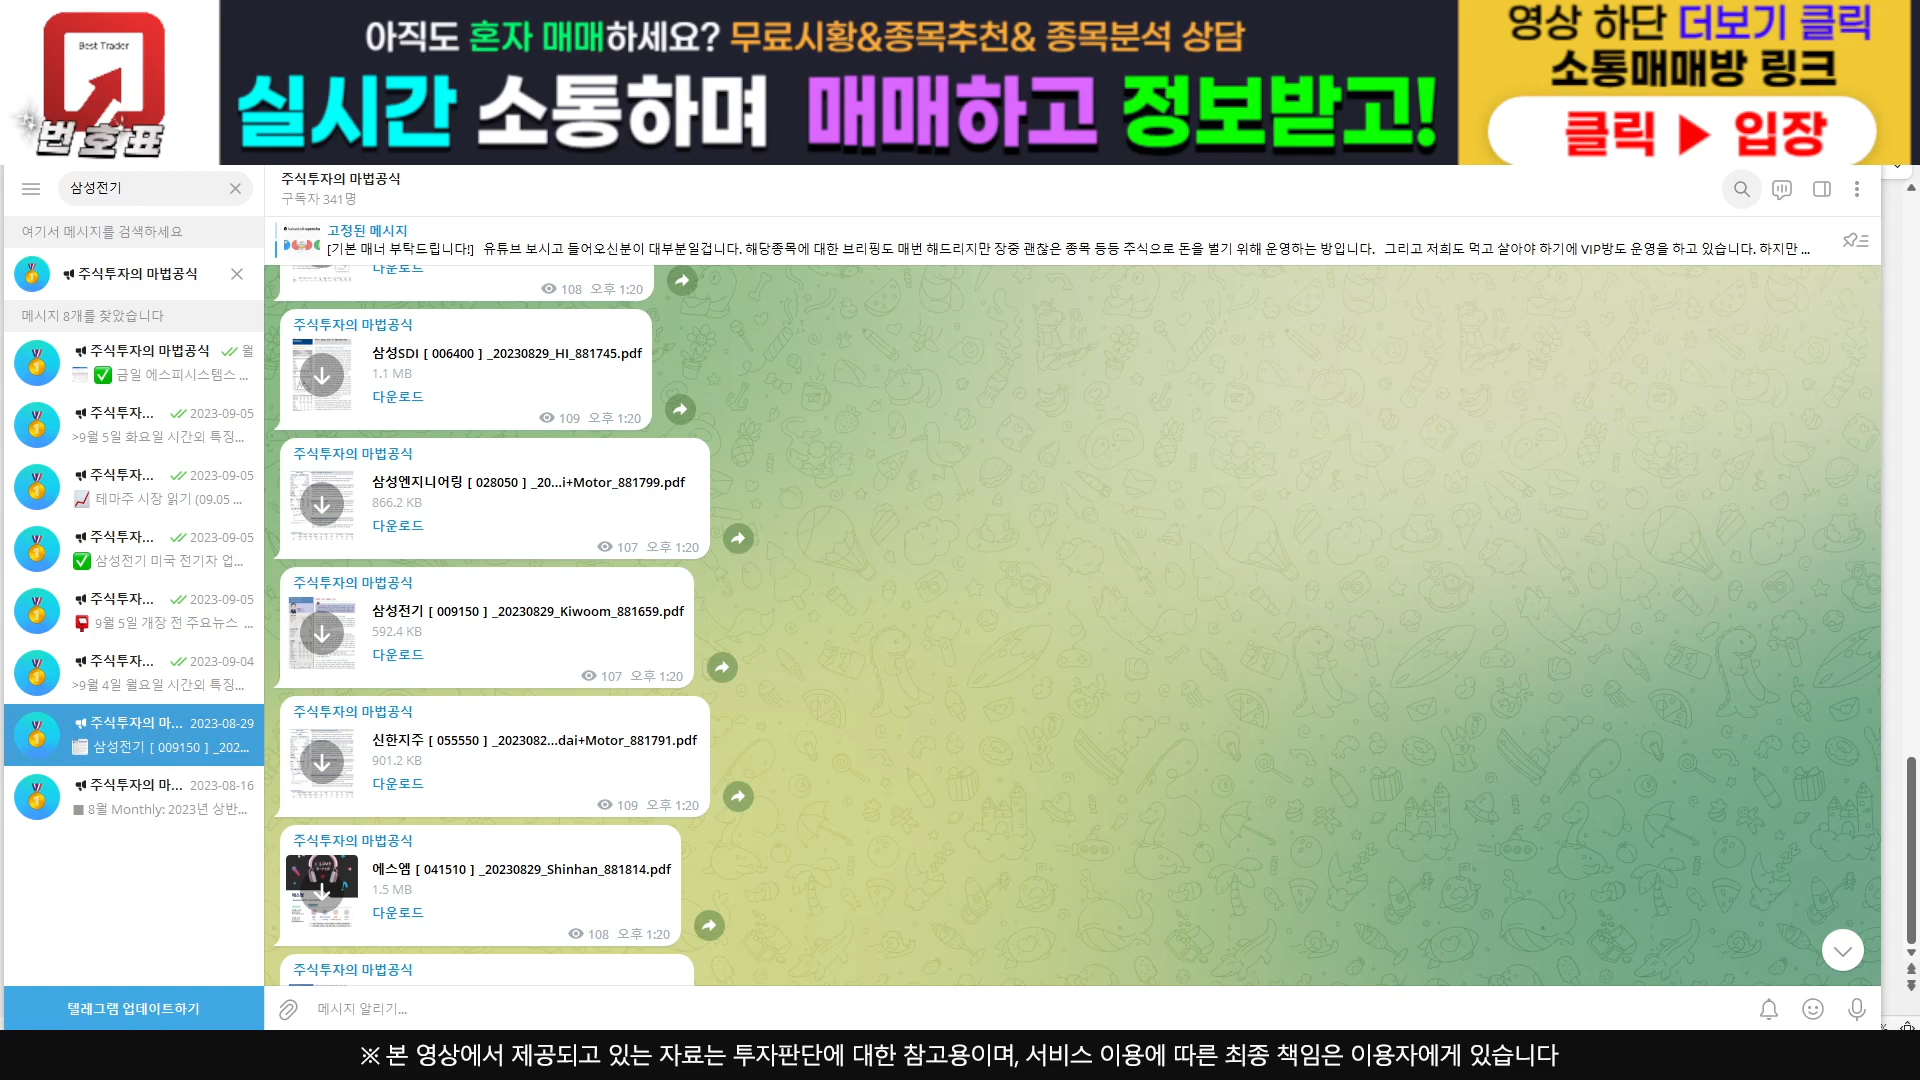 Best Trader
번호표
아직도 혼자 매매하세요? 무료시황&종목추천& 종목분석 상담
실시간 소통하며 매매하고 정보받고!
영상 하단 더보기 클릭
소통매매방 링크
클릭 ▶ 입장
삼성전기
여기서 메시지를 검색하세요
주식투자의 마법공식
메시지 8개를 찾았습니다
주식투자의 마법공식 월
✅ 금일 에스피시스템스 ...
주식투자... 2023-09-05
>9월 5일 화요일 시간외 특징...
주식투자... 2023-09-05
테마주 시장 읽기 (09.05 ...
주식투자... 2023-09-05
✅ 삼성전기 미국 전기차 업...
주식투자... 2023-09-05
9월 5일 개장 전 주요뉴스 ...
주식투자... 2023-09-04
>9월 4일 월요일 시간외 특징...
주식투자의 마... 2023-08-29
삼성전기 [ 009150 ] _202...
주식투자의 마... 2023-08-16
■ 8월 Monthly: 2023년 상반...
텔레그램 업데이트하기
주식투자의 마법공식
구독자 341명
고정된 메시지
[기본 매너 부탁드립니다!] 유튜브 보시고 들어오신분이 대부분일겁니다. 해당종목에 대한 브리핑도 매번 해드리지만 장중 괜찮은 종목 등등 주식으로 돈을 벌기 위해 운영하는 방입니다. 그리고 저희도 먹고 살아야 하기에 VIP방도 운영을 하고 있습니다. 하지만 ...
다운로드
108 오후 1:20
주식투자의 마법공식
삼성SDI [ 006400 ] _20230829_HI_881745.pdf
1.1 MB
다운로드
109 오후 1:20
주식투자의 마법공식
삼성엔지니어링 [ 028050 ] _20...i+Motor_881799.pdf
866.2 KB
다운로드
107 오후 1:20
주식투자의 마법공식
삼성전기 [ 009150 ] _20230829_Kiwoom_881659.pdf
592.4 KB
다운로드
107 오후 1:20
주식투자의 마법공식
신한지주 [ 055550 ] _2023082...dai+Motor_881791.pdf
901.2 KB
다운로드
109 오후 1:20
주식투자의 마법공식
에스엠 [ 041510 ] _20230829_Shinhan_881814.pdf
1.5 MB
다운로드
108 오후 1:20
주식투자의 마법공식
메시지 알리기...
※ 본 영상에서 제공되고 있는 자료는 투자판단에 대한 참고용이며, 서비스 이용에 따른 최종 책임은 이용자에게 있습니다